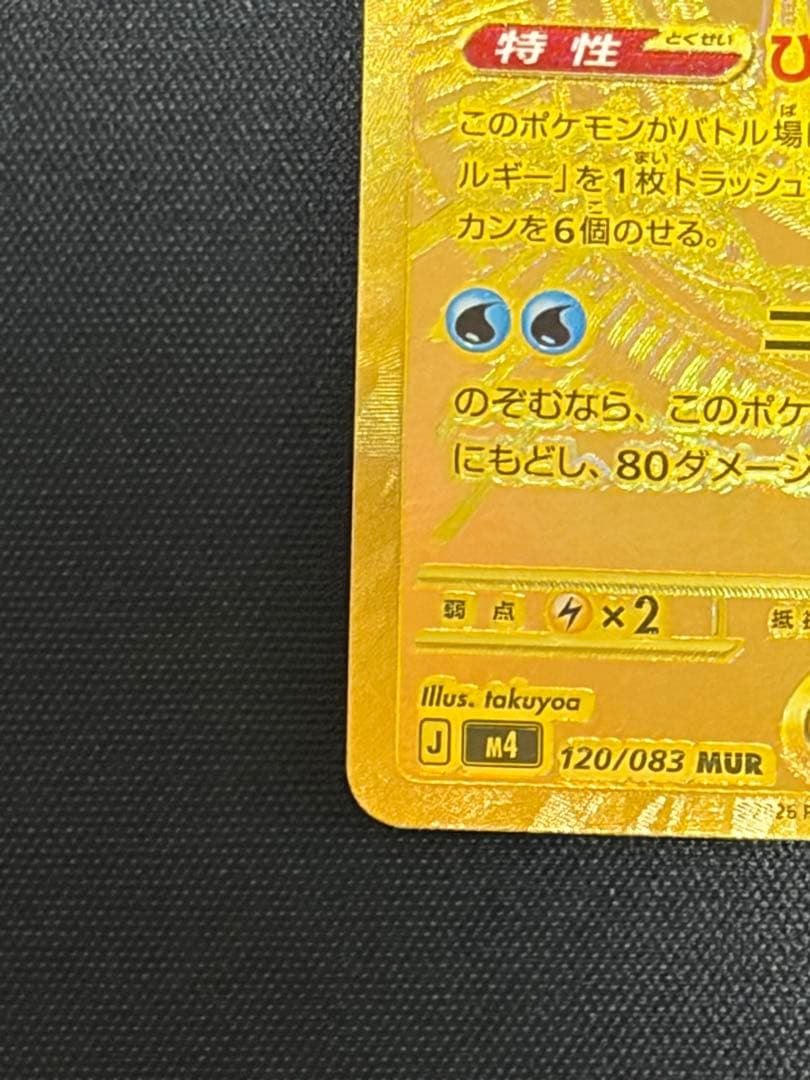 特性 とくせい ひ
このポケモンがバトル場
ルギー」を1枚トラッシュ
カンを6個のせる。
のぞむなら、このポケ
にもどし、80ダメージ
弱点 ×2 抵
Illus. takuyoa
J M4 120/083 MUR